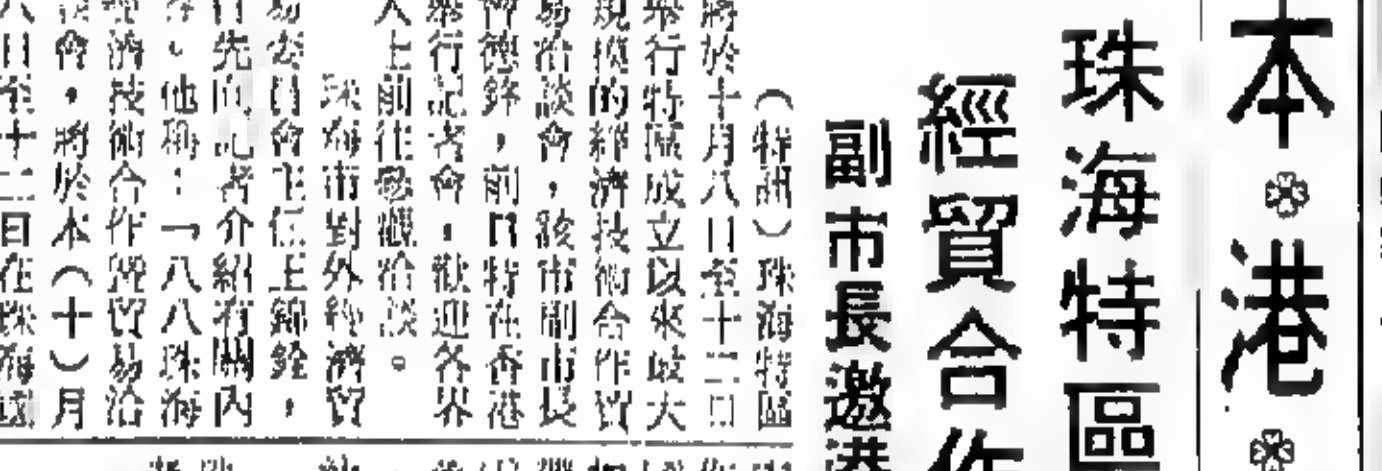 本港
珠海特區
經貿合作
副市長邀港
（特訊）珠海特區
將於十月八日至十二日
舉行特區成立以來最大
規模的經濟技術合作貿
易洽談會，該市副市長
曾德鋒，前日特在香港
舉行記者會，歡迎各界
人士前往參觀洽談。
珠海市對外經濟貿
易委員會主任上錦銓，
首先向記者介紹有關內
容。他稱：一八八珠海
經濟技術合作暨貿易洽
談會，將於本（十）月
八日至十二日在珠海